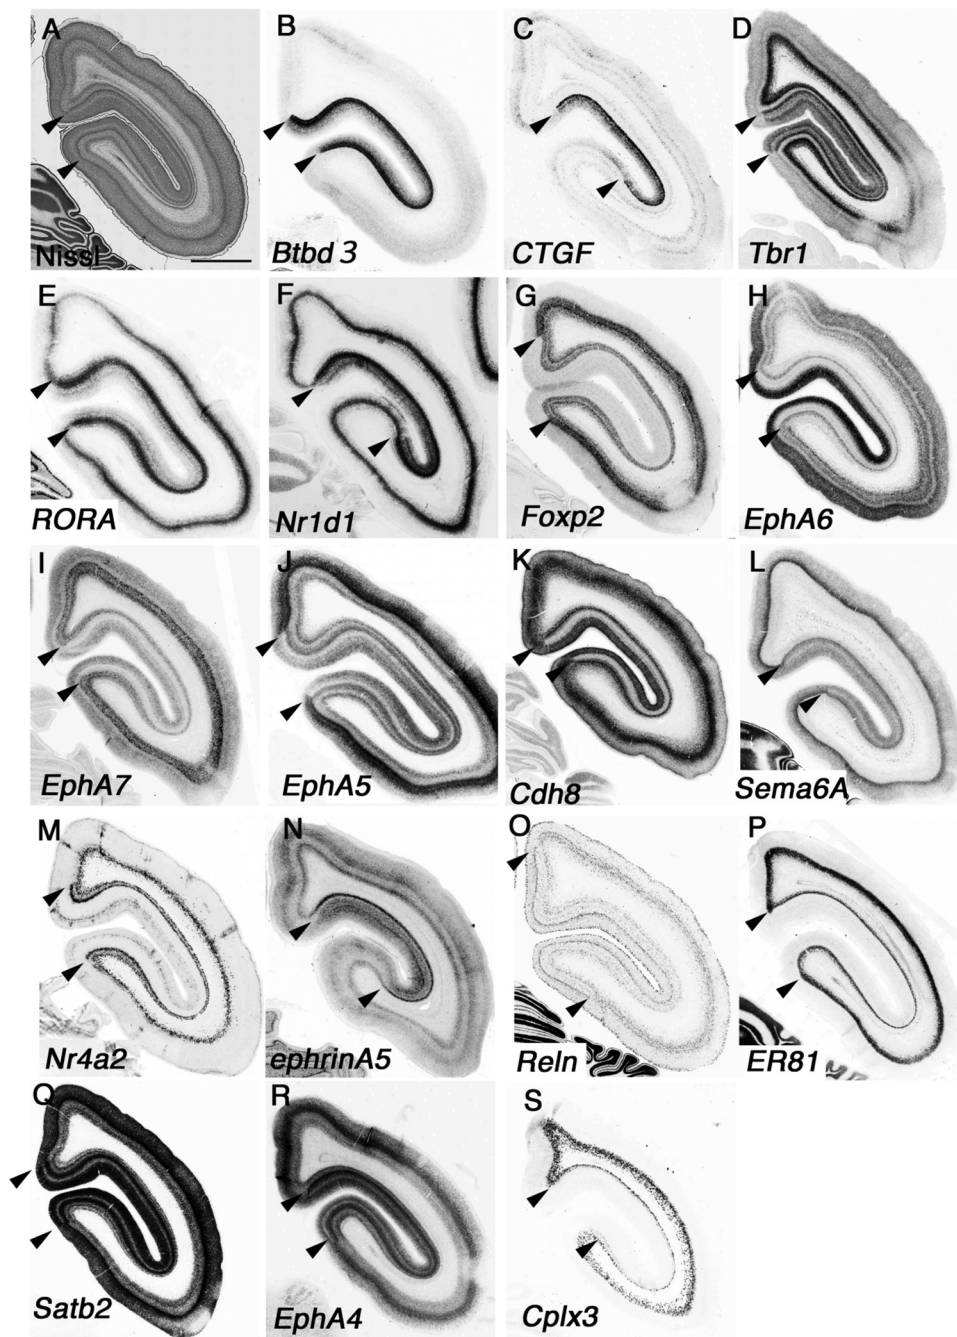 A
Nissl
B
Btbd 3
C
CTGF
D
Tbr1
E
RORA
F
Nr1d1
G
Foxp2
H
EphA6
I
EphA7
J
EphA5
K
Cdh8
L
Sema6A
M
Nr4a2
N
ephrinA5
O
Reln
P
ER81
Q
Satb2
R
EphA4
S
Cplx3